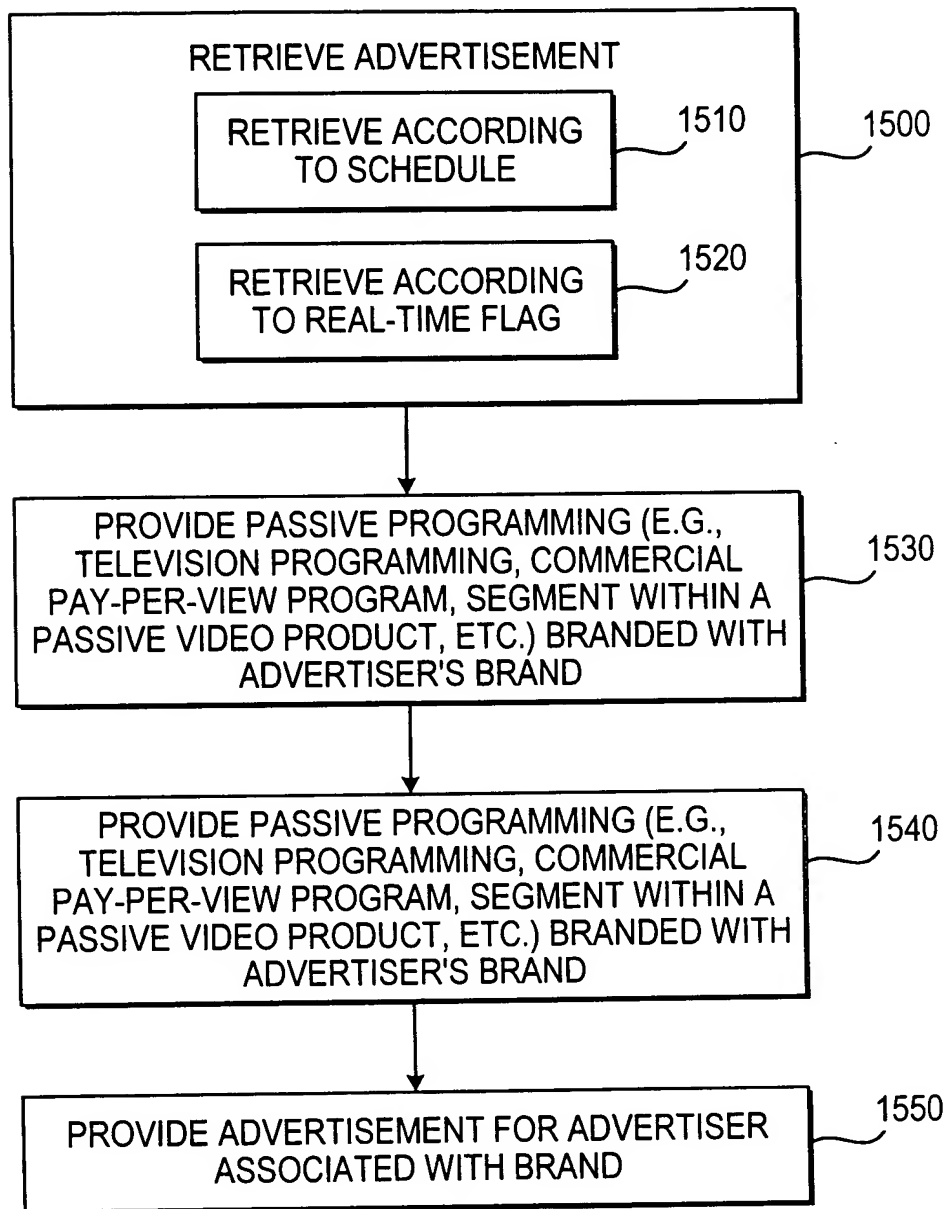 RETRIEVE ADVERTISEMENT
RETRIEVE ACCORDING
TO SCHEDULE
1510
1500
RETRIEVE ACCORDING
TO REAL-TIME FLAG
1520
PROVIDE PASSIVE PROGRAMMING (E.G.,
TELEVISION PROGRAMMING, COMMERCIAL
PAY-PER-VIEW PROGRAM, SEGMENT WITHIN A
PASSIVE VIDEO PRODUCT, ETC.) BRANDED WITH
ADVERTISER'S BRAND
1530
PROVIDE PASSIVE PROGRAMMING (E.G.,
TELEVISION PROGRAMMING, COMMERCIAL
PAY-PER-VIEW PROGRAM, SEGMENT WITHIN A
PASSIVE VIDEO PRODUCT, ETC.) BRANDED WITH
ADVERTISER'S BRAND
1540
PROVIDE ADVERTISEMENT FOR ADVERTISER
ASSOCIATED WITH BRAND
1550